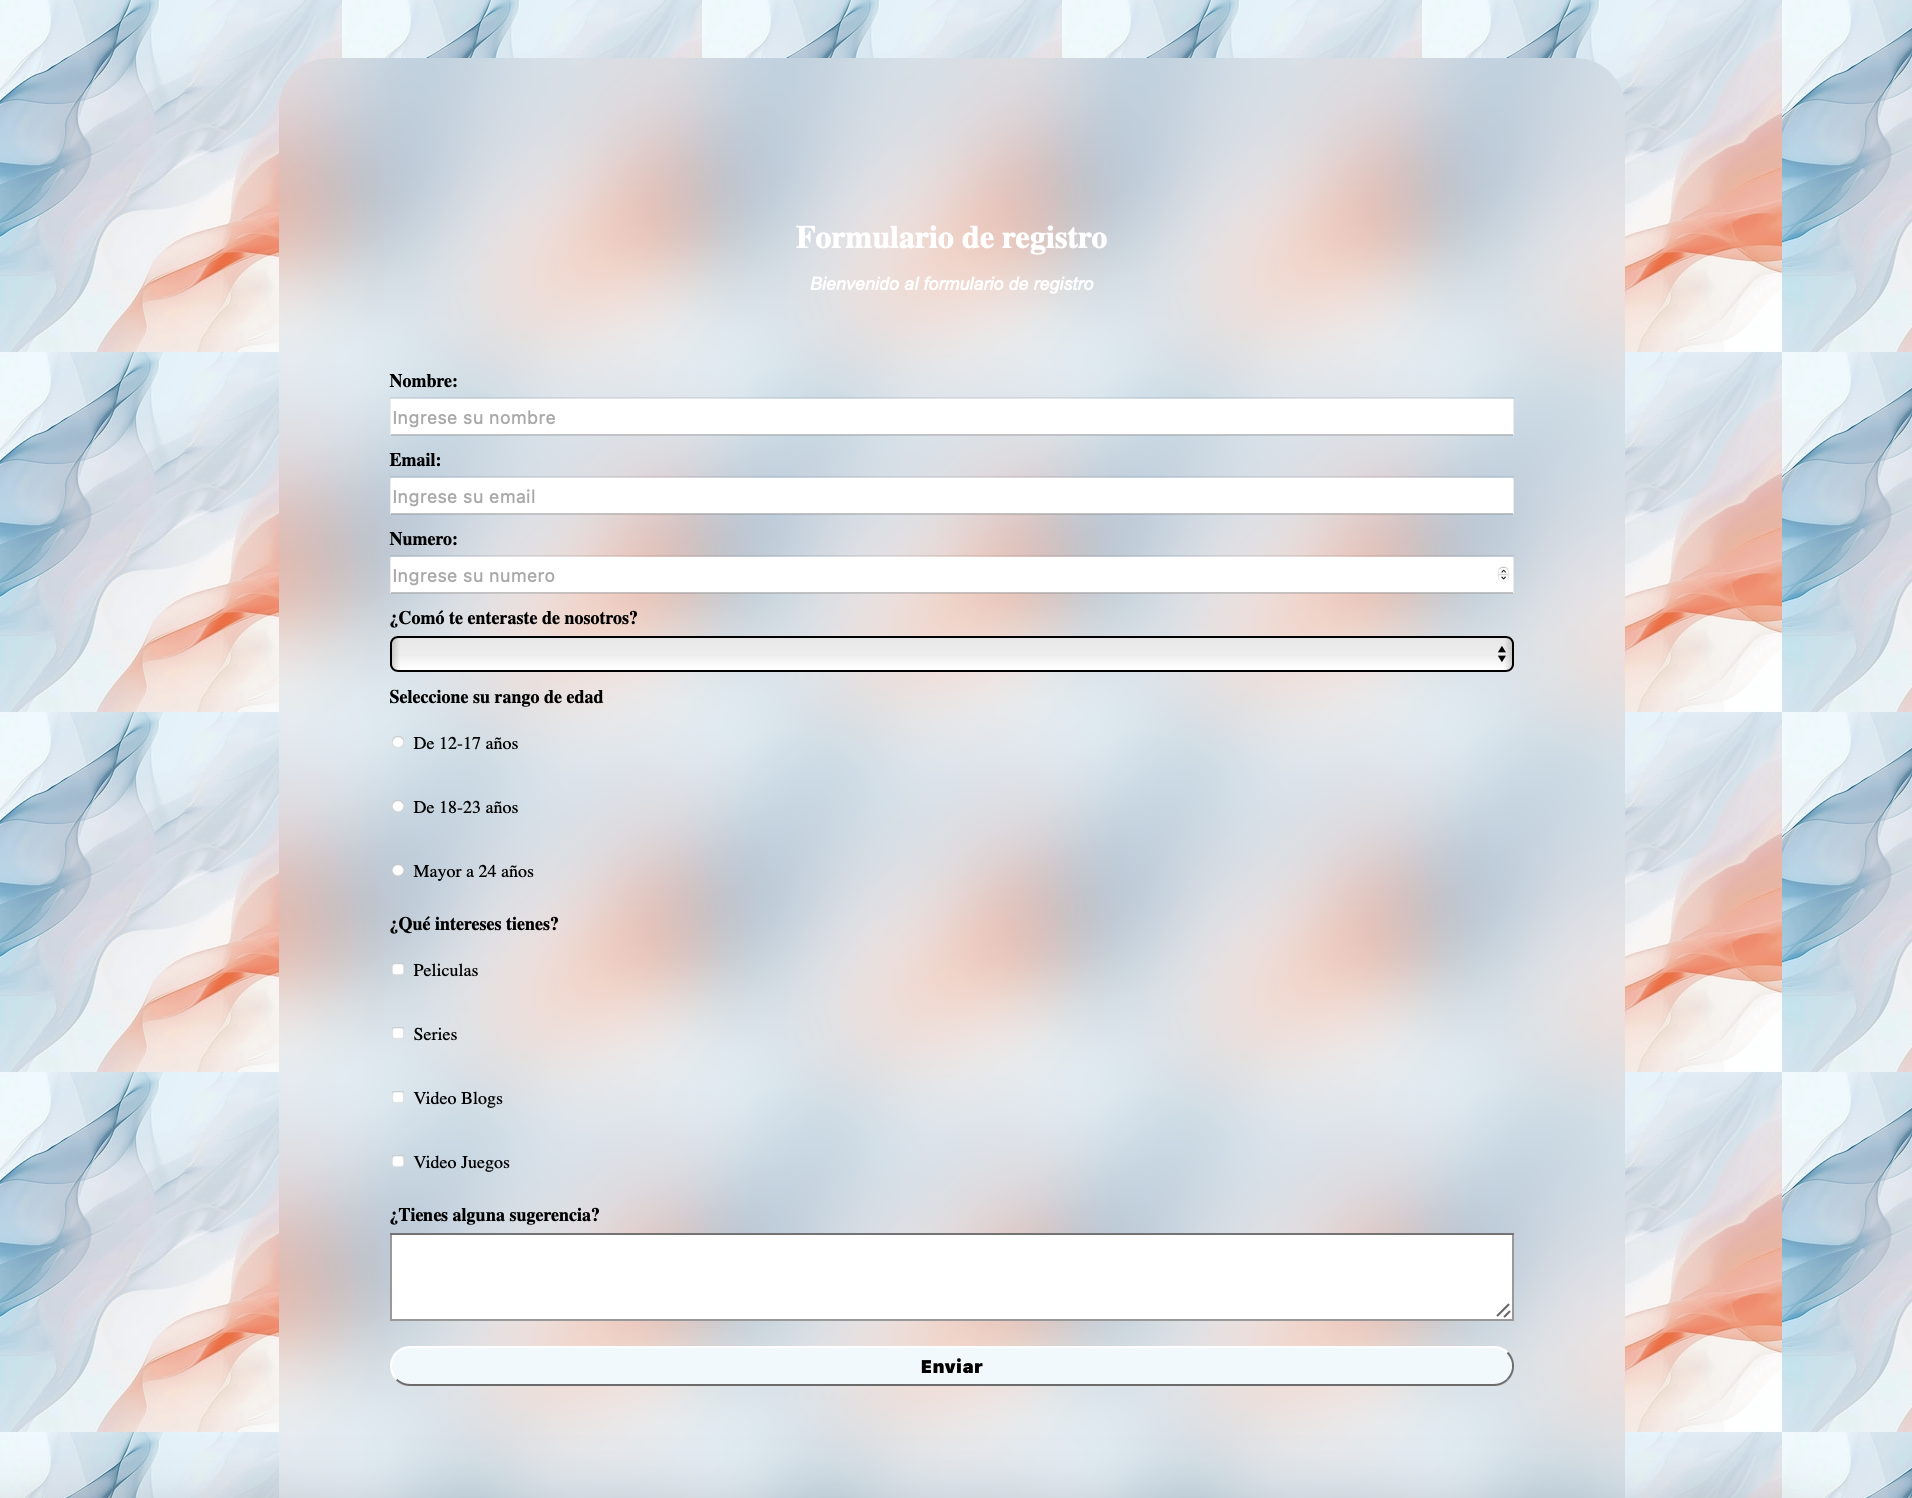 Formulario de registro
Bienvenido al formulario de registro
Nombre:
Ingrese su nombre
Email:
Ingrese su email
Numero:
Ingrese su numero
¿Comó te enteraste de nosotros?
Seleccione su rango de edad
De 12-17 años
De 18-23 años
Mayor a 24 años
¿Qué intereses tienes?
Peliculas
Series
Video Blogs
Video Juegos
¿Tienes alguna sugerencia?
Enviar